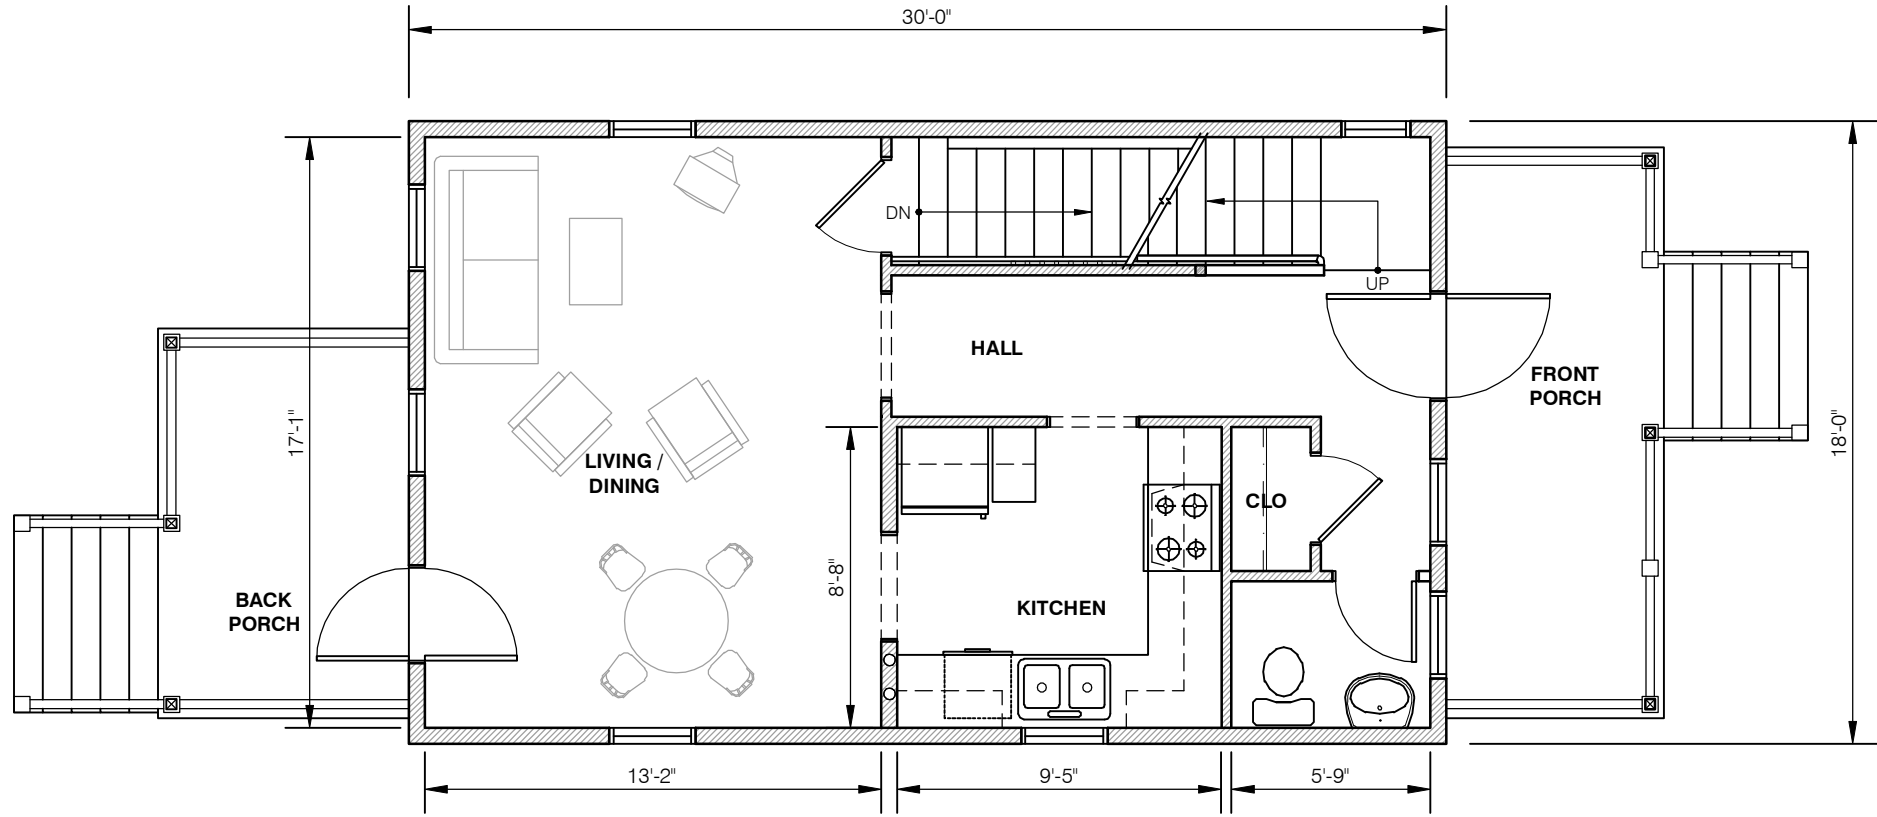 30'-0"
DN
UP
HALL
FRONT
PORCH
17'-1"
18'-0"
LIVING /
DINING
CLO
8'-8"
BACK
PORCH
KITCHEN
13'-2"
9'-5"
5'-9"